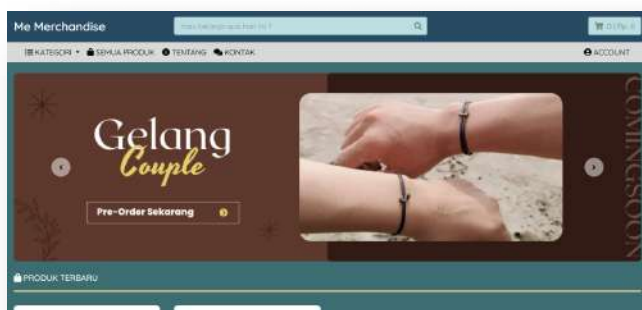 Me Merchandise
KATEGORI
SEMUA PRODUK
TENTANG
KONTAK
ACCOUNT
Gelang
Couple
Pre-Order Sekarang
COMINGSOON
PRODUK TERBARU